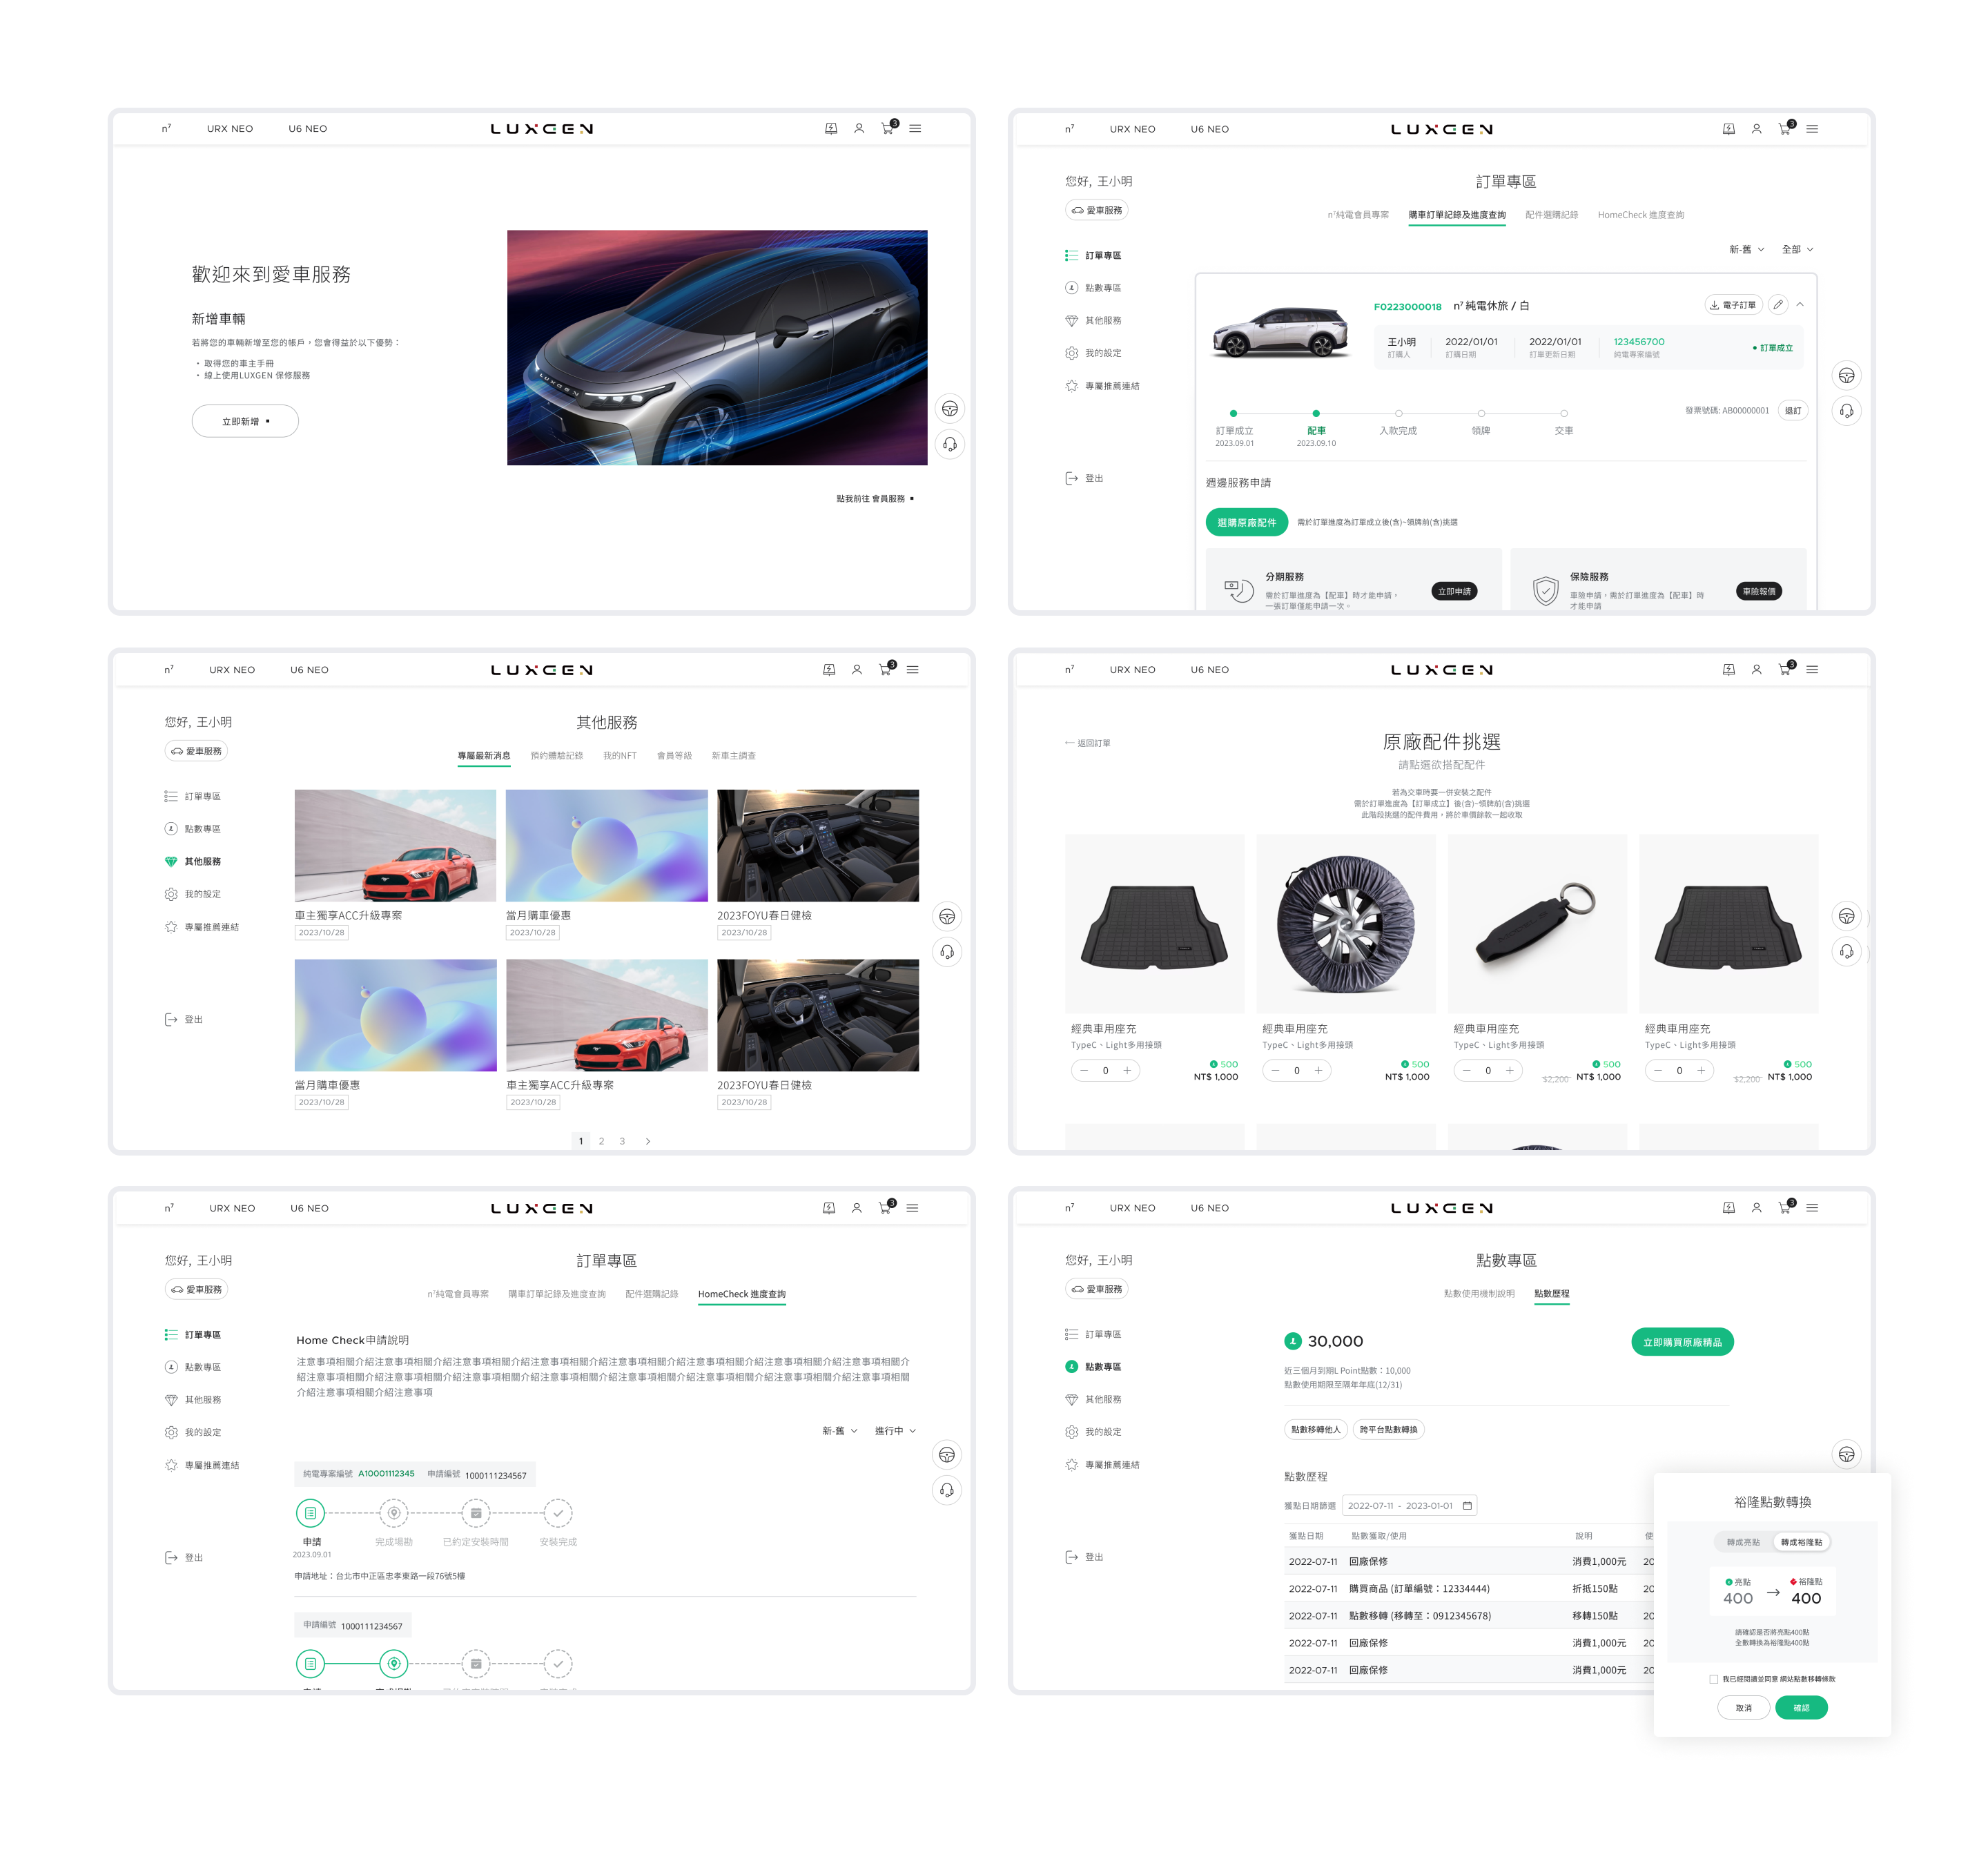 n⁷ URX NEO U6 NEO LUXGEN 3
歡迎來到愛車服務
新增車輛
若將您的車輛新增至您的帳戶，您會得益於以下優勢：
・ 取得您的車主手冊
・ 線上使用LUXGEN 保修服務
立即新增
LUXGEN
點我前往 會員服務
n⁷ URX NEO U6 NEO LUXGEN 3
您好, 王小明
愛車服務
訂單專區
點數專區
其他服務
我的設定
專屬推薦連結
登出
訂單專區
n⁷純電會員專案 購車訂單記錄及進度查詢 配件選購記錄 HomeCheck 進度查詢
新-舊 全部
F0223000018 n⁷ 純電休旅 / 白 電子訂單
王小明 2022/01/01 2022/01/01 123456700
訂購人 訂購日期 訂單更新日期 純電專案編號
訂單成立
訂單成立 配車 入款完成 領牌 交車
2023.09.01 2023.09.10
發票號碼: AB00000001 退訂
週邊服務申請
選購原廠配件 需於訂單進度為訂單成立後(含)~領牌前(含)挑選
分期服務
需於訂單進度為【配車】時才能申請，
一張訂單僅能申請一次。
立即申請
保險服務
車險申請，需於訂單進度為【配車】時
才能申請
車險報價
n⁷ URX NEO U6 NEO LUXGEN 3
您好, 王小明
愛車服務
訂單專區
點數專區
其他服務
我的設定
專屬推薦連結
登出
其他服務
專屬最新消息 預約體驗記錄 我的NFT 會員等級 新車主調查
車主獨享ACC升級專案 當月購車優惠 2023FOYU春日健檢
2023/10/28 2023/10/28 2023/10/28
當月購車優惠 車主獨享ACC升級專案 2023FOYU春日健檢
2023/10/28 2023/10/28 2023/10/28
1 2 3
n⁷ URX NEO U6 NEO LUXGEN 3
返回訂單
原廠配件挑選
請點選欲搭配配件
若為交車時要一併安裝之配件
需於訂單進度為【訂單成立】後(含)~領牌前(含)挑選
此階段挑選的配件費用，將於車價餘款一起收取
經典車用座充 經典車用座充 經典車用座充 經典車用座充
TypeC、Light多用接頭 TypeC、Light多用接頭 TypeC、Light多用接頭 TypeC、Light多用接頭
500 500 500 500
− 0 + − 0 + − 0 + − 0 +
NT$ 1,000 NT$ 1,000 $2,200 NT$ 1,000 $2,200 NT$ 1,000
n⁷ URX NEO U6 NEO LUXGEN 3
您好, 王小明
愛車服務
訂單專區
點數專區
其他服務
我的設定
專屬推薦連結
登出
訂單專區
n⁷純電會員專案 購車訂單記錄及進度查詢 配件選購記錄 HomeCheck 進度查詢
Home Check申請說明
注意事項相關介紹注意事項相關介紹注意事項相關介紹注意事項相關介紹注意事項相關介紹注意事項相關介紹注意事項相關介紹注意事項相關介
紹注意事項相關介紹注意事項相關介紹注意事項相關介紹注意事項相關介紹注意事項相關介紹注意事項相關介紹注意事項相關介紹注意事項相關
介紹注意事項相關介紹注意事項
新-舊 進行中
純電專案編號 A10001112345 申請編號 1000111234567
申請 完成場勘 已約定安裝時間 安裝完成
2023.09.01
申請地址：台北市中正區忠孝東路一段76號5樓
申請編號 1000111234567
n⁷ URX NEO U6 NEO LUXGEN 3
您好, 王小明
愛車服務
訂單專區
點數專區
其他服務
我的設定
專屬推薦連結
登出
點數專區
點數使用機制說明 點數歷程
30,000 立即購買原廠精品
近三個月到期L Point點數：10,000
點數使用期限至隔年年底(12/31)
點數移轉他人 跨平台點數轉換
點數歷程
獲點日期篩選 2022-07-11 - 2023-01-01
獲點日期 點數獲取/使用 說明 使
2022-07-11 回廠保修 消費1,000元 20
2022-07-11 購買商品 (訂單編號：12334444) 折抵150點 20
2022-07-11 點數移轉 (移轉至：0912345678) 移轉150點 20
2022-07-11 回廠保修 消費1,000元 20
2022-07-11 回廠保修 消費1,000元 20
裕隆點數轉換
轉成亮點 轉成裕隆點
亮點 裕隆點
400 → 400
請確認是否將亮點400點
全數轉換為裕隆點400點
我已經閱讀並同意 網站點數移轉條款
取消 確認